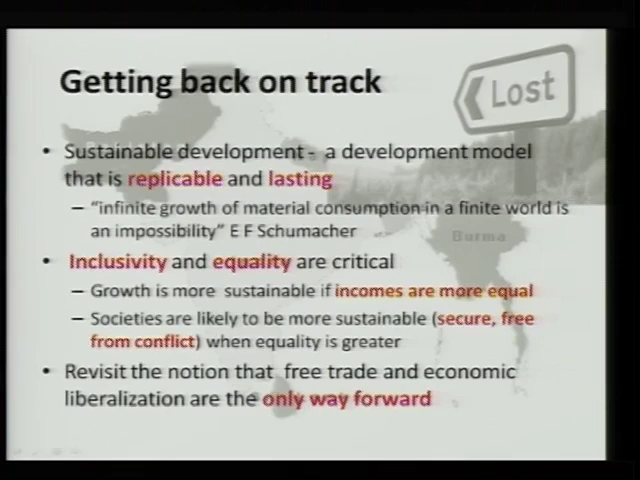 Getting back on track
Lost
• Sustainable development - a development model
that is replicable and lasting
– “infinite growth of material consumption in a finite world is
an impossibility” E F Schumacher
Burma
• Inclusivity and equality are critical
– Growth is more sustainable if incomes are more equal
– Societies are likely to be more sustainable (secure, free
from conflict) when equality is greater
• Revisit the notion that free trade and economic
liberalization are the only way forward